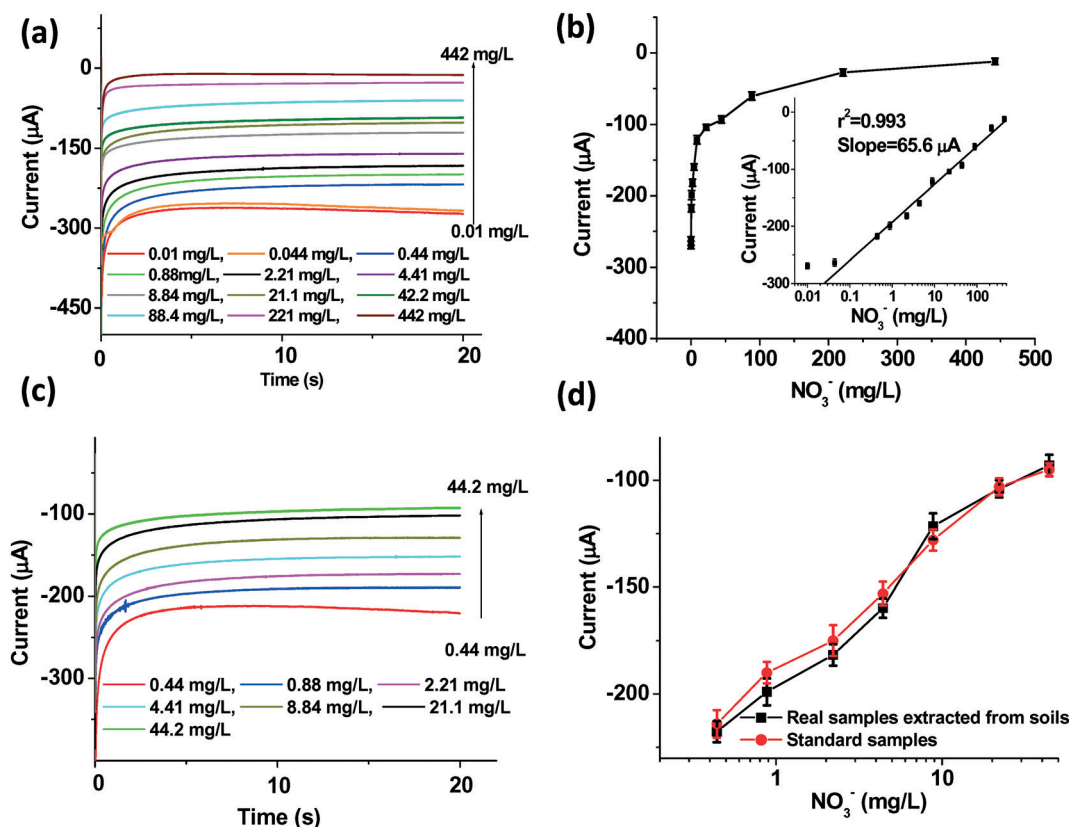 (a)
442 mg/L
0
-150
-300
-450
Current (µA)
0.01 mg/L
0.01 mg/L, 0.044 mg/L, 0.44 mg/L
0.88mg/L, 2.21 mg/L, 4.41 mg/L
8.84 mg/L, 21.1 mg/L, 42.2 mg/L
88.4 mg/L, 221 mg/L, 442 mg/L
0 10 20
Time (s)
(b)
0
-100
-200
-300
-400
Current (µA)
0
-100
-200
-300
Current (µA)
r²=0.993
Slope=65.6 µA
0.01 0.1 1 10 100
NO₃⁻ (mg/L)
0 100 200 300 400 500
NO₃⁻ (mg/L)
(c)
44.2 mg/L
-100
-200
-300
Current (µA)
0.44 mg/L
0.44 mg/L, 0.88 mg/L, 2.21 mg/L
4.41 mg/L, 8.84 mg/L, 21.1 mg/L
44.2 mg/L
0 10 20
Time (s)
(d)
-100
-150
-200
Current (µA)
Real samples extracted from soils
Standard samples
1 10
NO₃⁻ (mg/L)